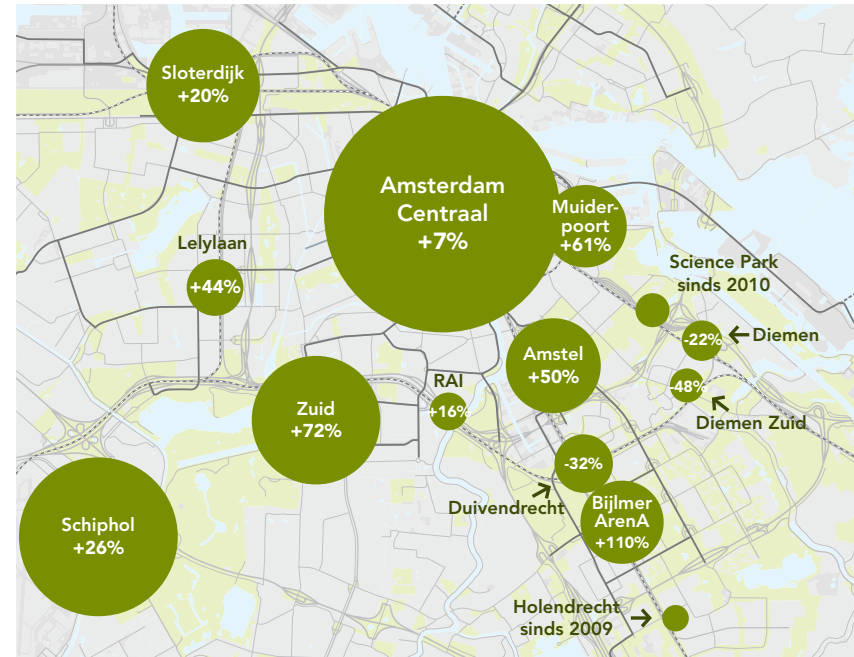 Sloterdijk
+20%
Amsterdam
Centraal
+7%
Muider-
poort
+61%
Lelylaan
+44%
Science Park
sinds 2010
-22%
Diemen
Amstel
+50%
-48%
Diemen Zuid
RAI
+16%
Zuid
+72%
-32%
Duivendrecht
Bijlmer
ArenA
+110%
Schiphol
+26%
Holendrecht
sinds 2009